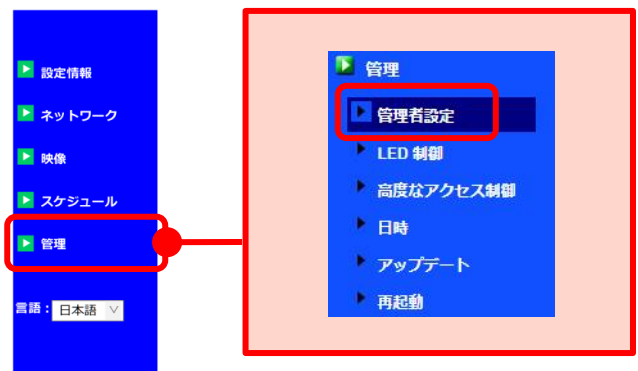 設定情報
ネットワーク
映像
スケジュール
管理
言語：日本語
管理
管理者設定
LED 制御
高度なアクセス制御
日時
アップデート
再起動